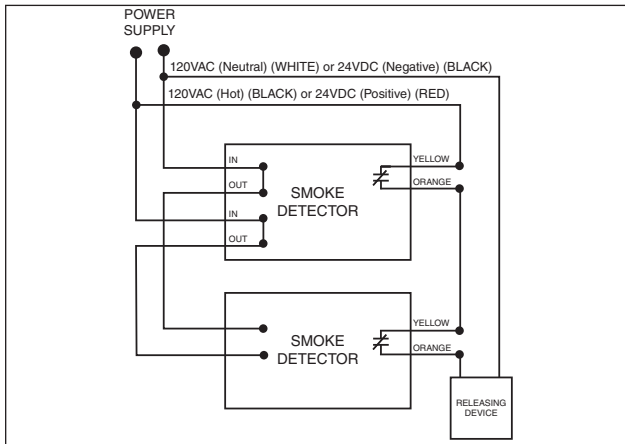 POWER
SUPPLY
120VAC (Neutral) (WHITE) or 24VDC (Negative) (BLACK)
120VAC (Hot) (BLACK) or 24VDC (Positive) (RED)
IN
OUT
IN
OUT
SMOKE
DETECTOR
YELLOW
ORANGE
SMOKE
DETECTOR
YELLOW
ORANGE
RELEASING
DEVICE